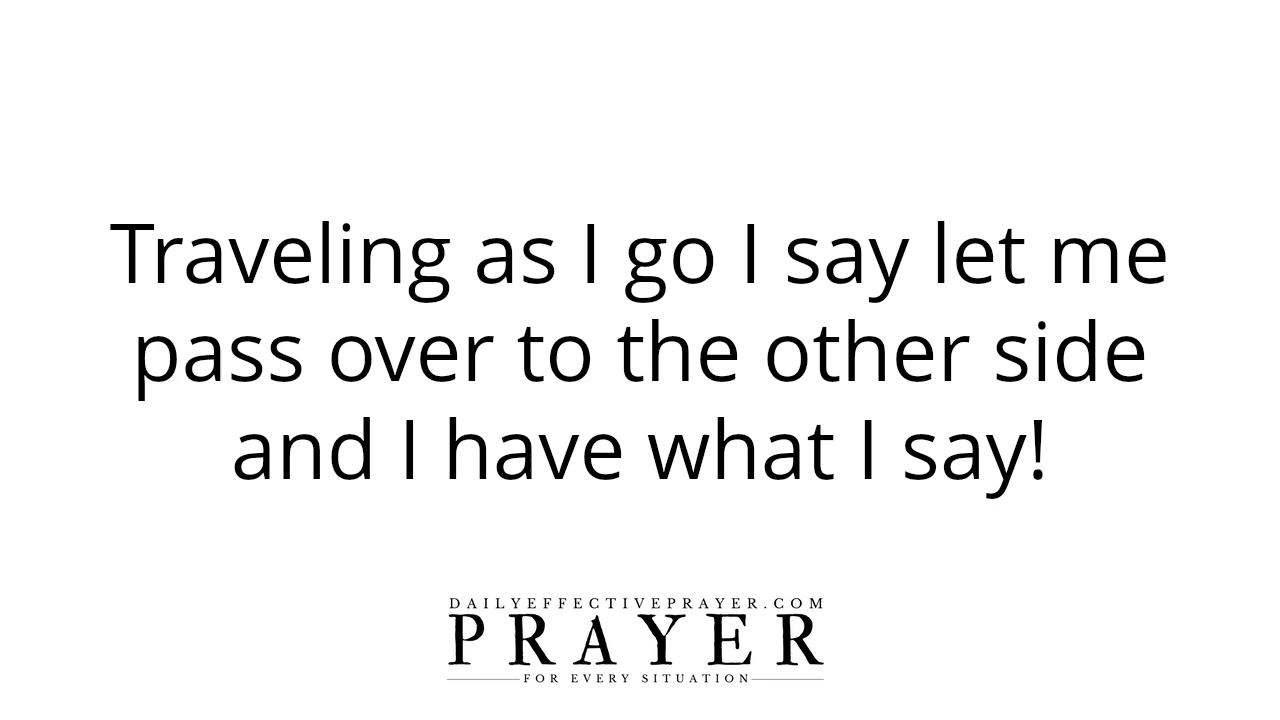 Traveling as I go I say let me
pass over to the other side
and I have what I say!
DAILYEFFECTIVEPRAYER.COM
PRAYER
FOR EVERY SITUATION